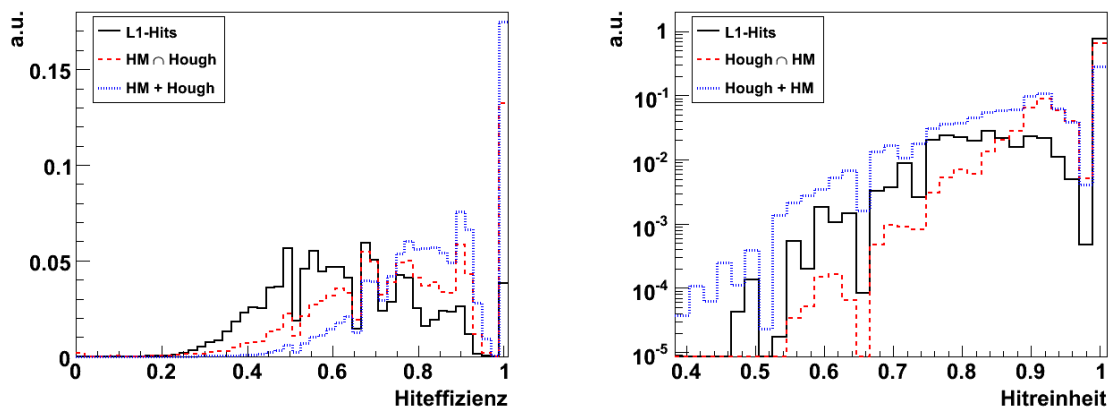 a.u.
L1-Hits
HM ∩ Hough
HM + Hough
0.15
0.1
0.05
0
0 0.2 0.4 0.6 0.8 1
Hiteffizienz
a.u.
L1-Hits
Hough ∩ HM
Hough + HM
1
10⁻¹
10⁻²
10⁻³
10⁻⁴
10⁻⁵
0.4 0.5 0.6 0.7 0.8 0.9 1
Hitreinheit